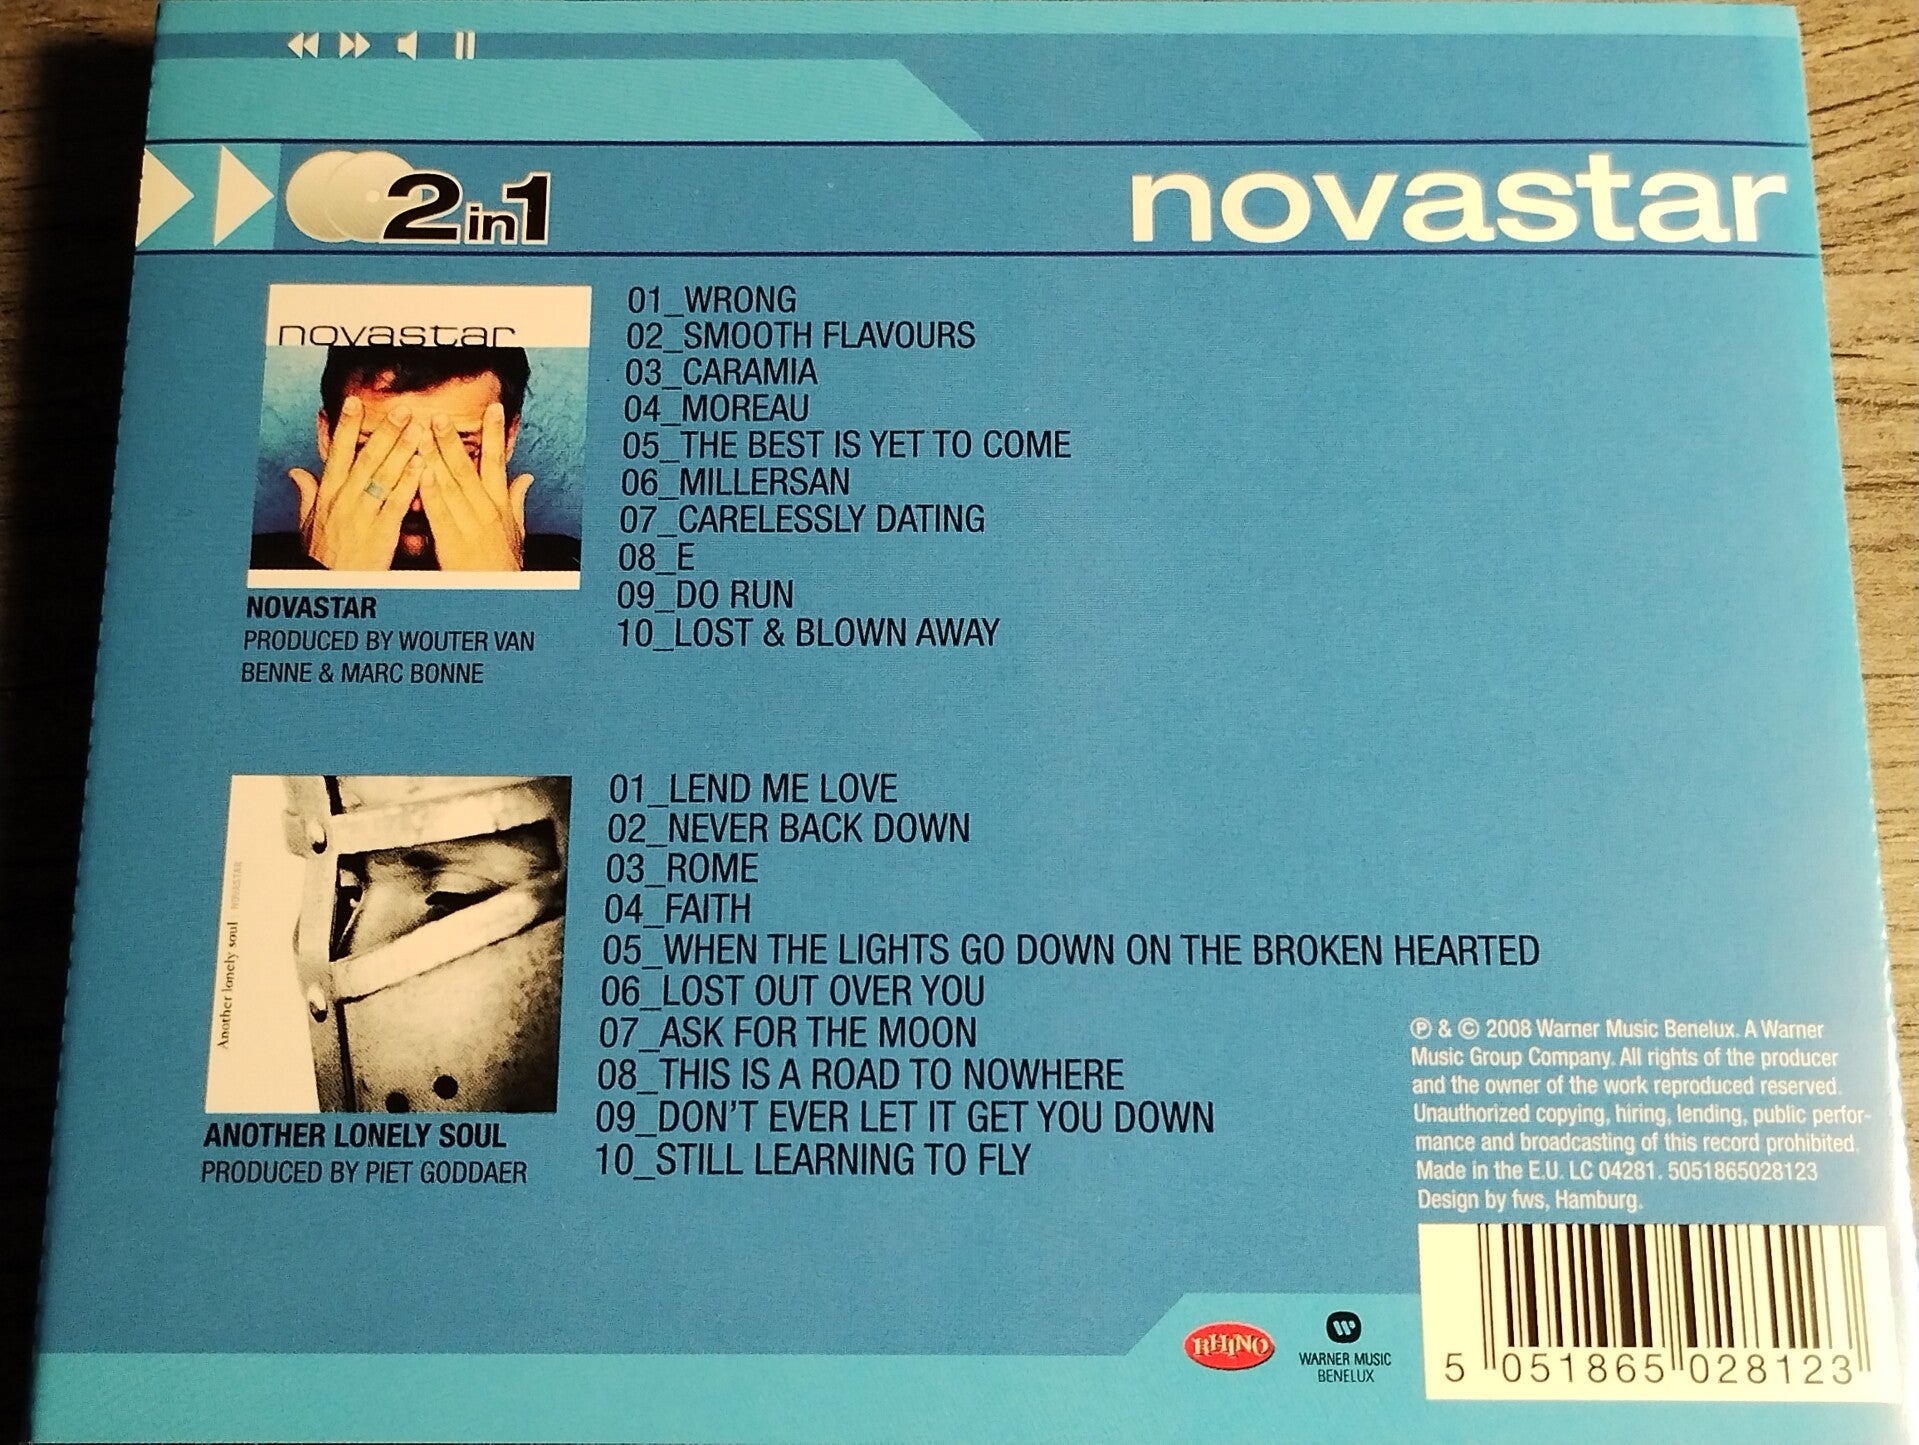 2in1
novastar
novastar
01_WRONG
02_SMOOTH FLAVOURS
03_CARAMIA
04_MOREAU
05_THE BEST IS YET TO COME
06_MILLERSAN
07_CARELESSLY DATING
08_E
09_DO RUN
10_LOST & BLOWN AWAY
NOVASTAR
PRODUCED BY WOUTER VAN
BENNE & MARC BONNE
Another lonely soul NOVASTAR
01_LEND ME LOVE
02_NEVER BACK DOWN
03_ROME
04_FAITH
05_WHEN THE LIGHTS GO DOWN ON THE BROKEN HEARTED
06_LOST OUT OVER YOU
07_ASK FOR THE MOON
08_THIS IS A ROAD TO NOWHERE
09_DON'T EVER LET IT GET YOU DOWN
10_STILL LEARNING TO FLY
ANOTHER LONELY SOUL
PRODUCED BY PIET GODDAER
℗ & © 2008 Warner Music Benelux. A Warner
Music Group Company. All rights of the producer
and the owner of the work reproduced reserved.
Unauthorized copying, hiring, lending, public perfor-
mance and broadcasting of this record prohibited.
Made in the E.U. LC 04281. 5051865028123
Design by fws, Hamburg.
RHINO
WARNER MUSIC
BENELUX
5 051865 028123